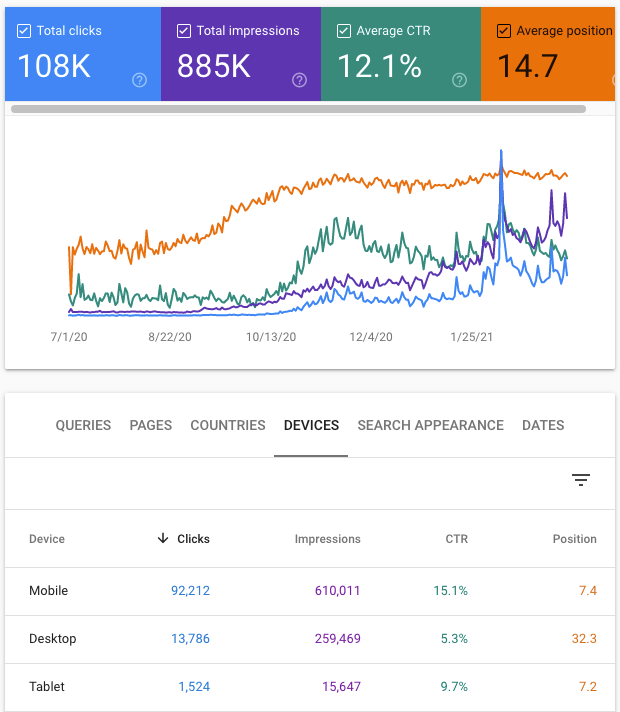 Total clicks Total impressions Average CTR Average position
108K 885K 12.1% 14.7
7/1/20 8/22/20 10/13/20 12/4/20 1/25/21
QUERIES PAGES COUNTRIES DEVICES SEARCH APPEARANCE DATES
Device Clicks Impressions CTR Position
Mobile 92,212 610,011 15.1% 7.4
Desktop 13,786 259,469 5.3% 32.3
Tablet 1,524 15,647 9.7% 7.2